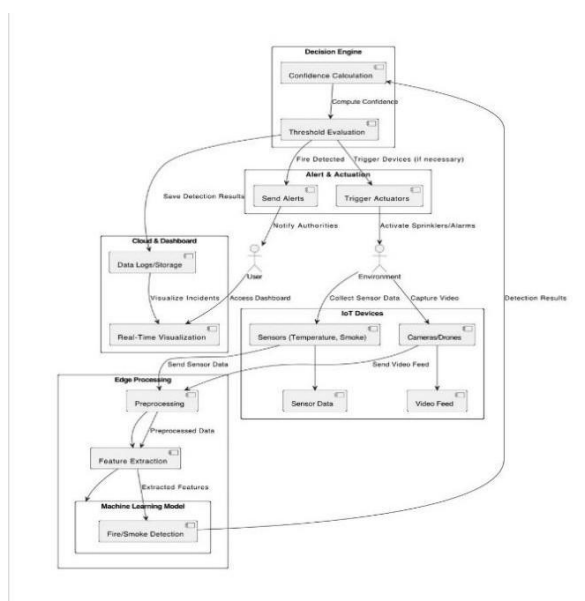 Decision Engine
Confidence Calculation
Compute Confidence
Threshold Evaluation
Fire Detected
Trigger Devices (if necessary)
Alert & Actuation
Save Detection Results
Send Alerts
Trigger Actuators
Notify Authorities
Activate Sprinklers/Alarms
Cloud & Dashboard
Data Logs/Storage
User
Environment
Visualize Incidents
Access Dashboard
Collect Sensor Data
Capture Video
Detection Results
IoT Devices
Real-Time Visualization
Sensors (Temperature, Smoke)
Cameras/Drones
Send Sensor Data
Send Video Feed
Edge Processing
Preprocessing
Sensor Data
Video Feed
Preprocessed Data
Feature Extraction
Extracted Features
Machine Learning Model
Fire/Smoke Detection